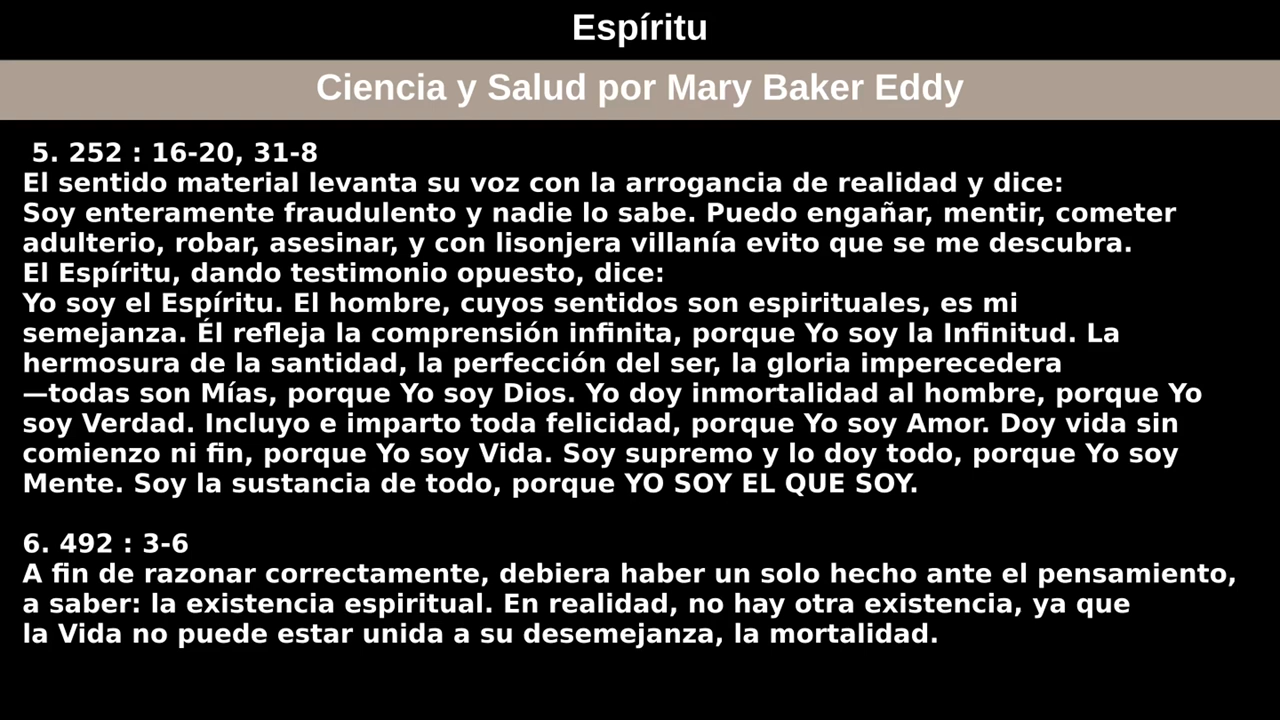 Espíritu
Ciencia y Salud por Mary Baker Eddy
5. 252 : 16-20, 31-8
El sentido material levanta su voz con la arrogancia de realidad y dice:
Soy enteramente fraudulento y nadie lo sabe. Puedo engañar, mentir, cometer
adulterio, robar, asesinar, y con lisonjera villanía evito que se me descubra.
El Espíritu, dando testimonio opuesto, dice:
Yo soy el Espíritu. El hombre, cuyos sentidos son espirituales, es mi
semejanza. Él refleja la comprensión infinita, porque Yo soy la Infinitud. La
hermosura de la santidad, la perfección del ser, la gloria imperecedera
—todas son Mías, porque Yo soy Dios. Yo doy inmortalidad al hombre, porque Yo
soy Verdad. Incluyo e imparto toda felicidad, porque Yo soy Amor. Doy vida sin
comienzo ni fin, porque Yo soy Vida. Soy supremo y lo doy todo, porque Yo soy
Mente. Soy la sustancia de todo, porque YO SOY EL QUE SOY.
6. 492 : 3-6
A fin de razonar correctamente, debiera haber un solo hecho ante el pensamiento,
a saber: la existencia espiritual. En realidad, no hay otra existencia, ya que
la Vida no puede estar unida a su desemejanza, la mortalidad.